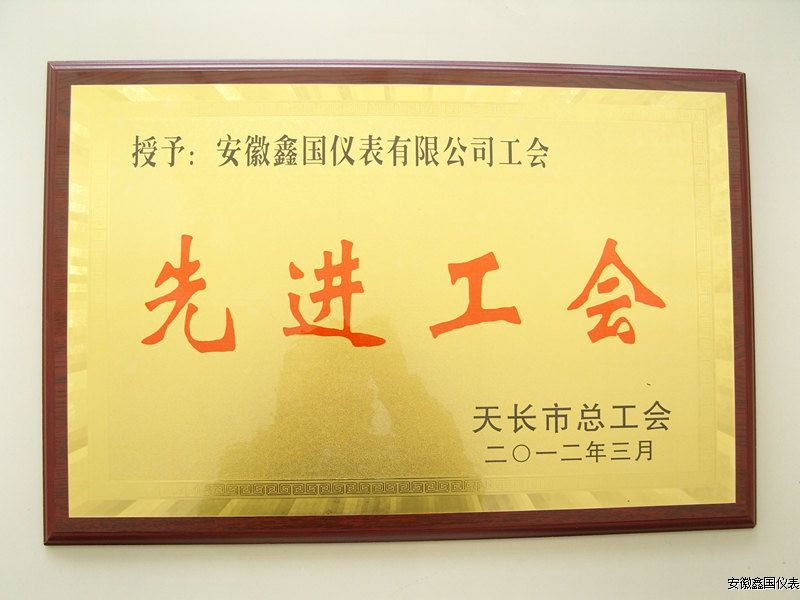 授予：安徽鑫国仪表有限公司工会
先进工会
天长市总工会
二〇一二年三月
安徽鑫国仪表